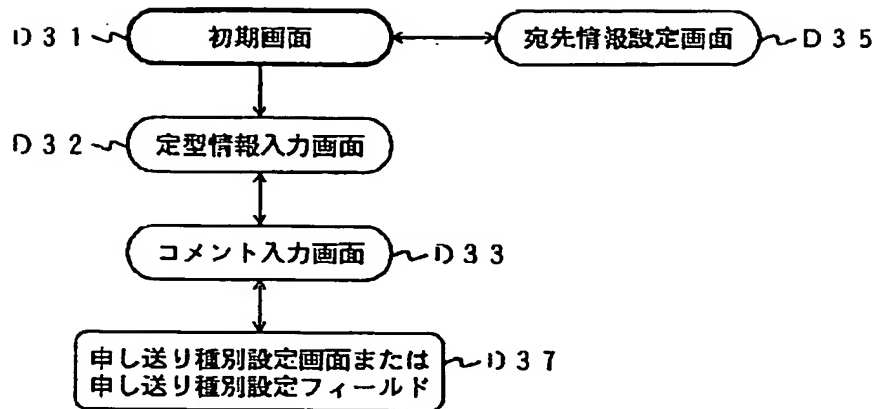 D31 初期画面 宛先情報設定画面 D35
D32 定型情報入力画面
コメント入力画面 D33
申し送り種別設定画面または D37
申し送り種別設定フィールド